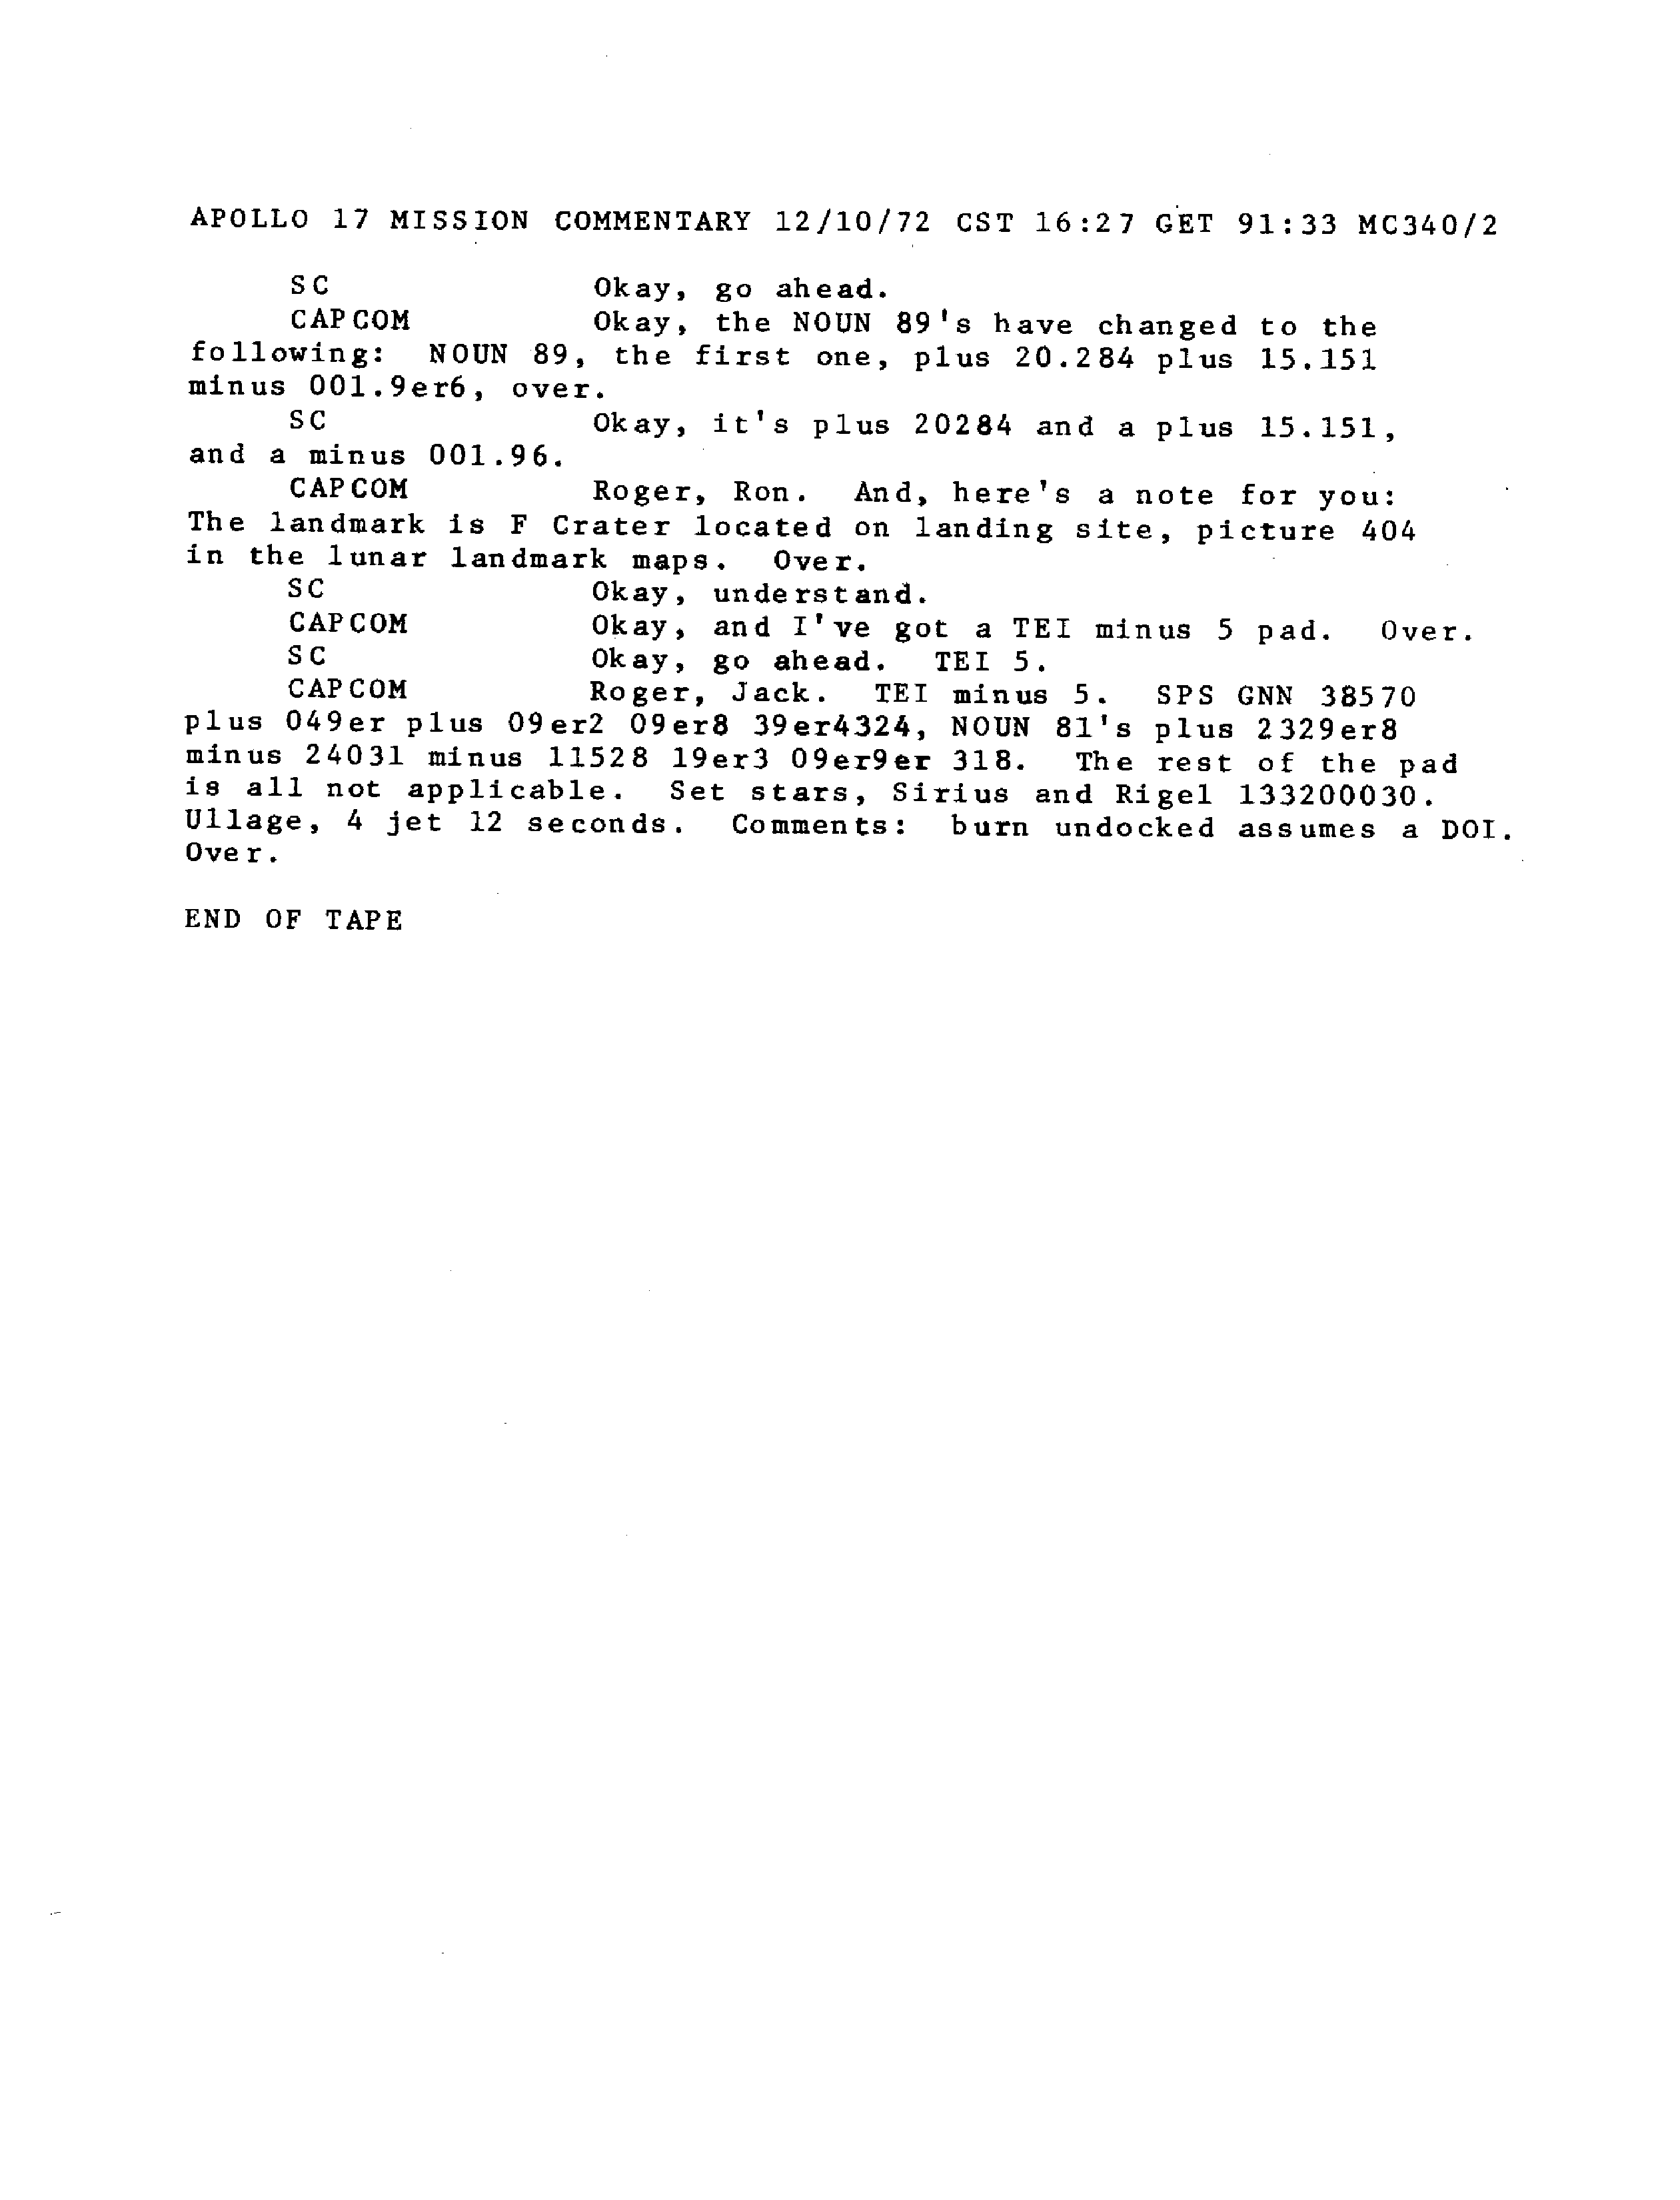 APOLLO 17 MISSION COMMENTARY 12/10/72 CST 16:27 GET 91:33 MC340/2
SC Okay, go ahead.
CAPCOM Okay, the NOUN 89's have changed to the
following: NOUN 89, the first one, plus 20.284 plus 15.151
minus 001.9er6, over.
SC Okay, it's plus 20284 and a plus 15.151,
and a minus 001.96.
CAPCOM Roger, Ron. And, here's a note for you:
The landmark is F Crater located on landing site, picture 404
in the lunar landmark maps. Over.
SC Okay, understand.
CAPCOM Okay, and I've got a TEI minus 5 pad. Over.
SC Okay, go ahead. TEI 5.
CAPCOM Roger, Jack. TEI minus 5. SPS GNN 38570
plus 049er plus 09er2 09er8 39er4324, NOUN 81's plus 2329er8
minus 24031 minus 11528 19er3 09er9er 318. The rest of the pad
is all not applicable. Set stars, Sirius and Rigel 133200030.
Ullage, 4 jet 12 seconds. Comments: burn undocked assumes a DOI.
Over.
END OF TAPE